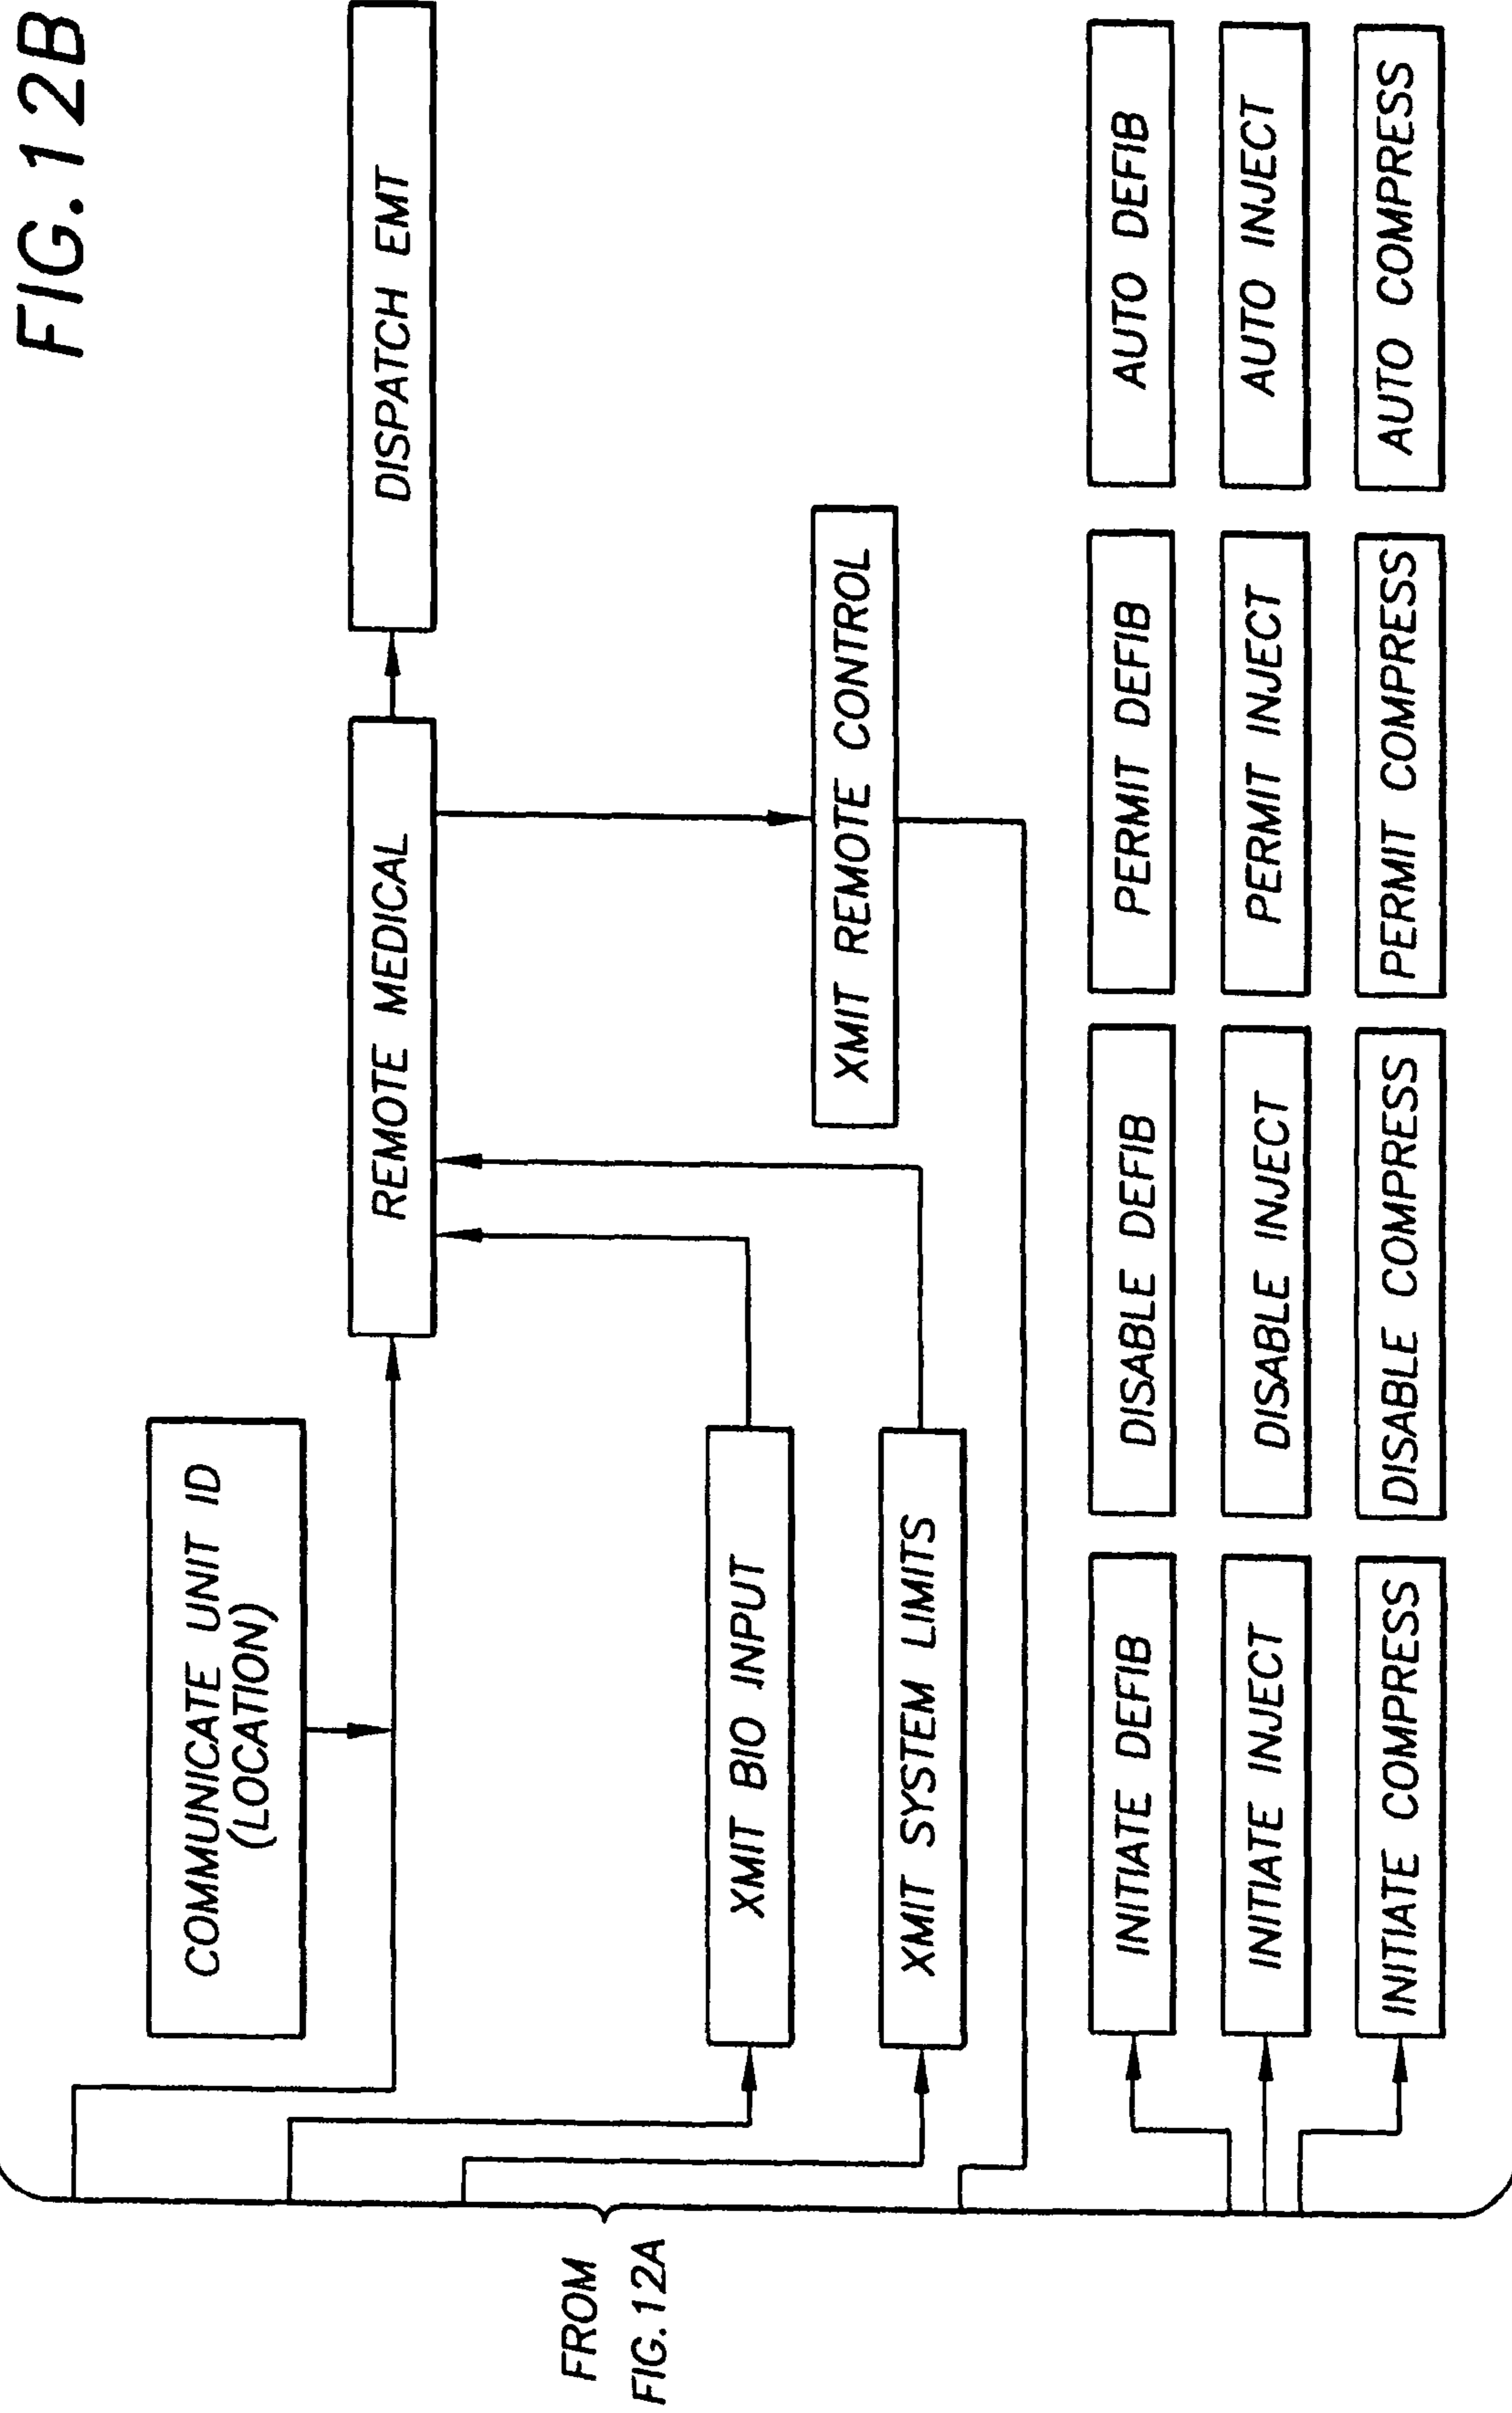 FIG.12B
COMMUNICATE UNIT ID
(LOCATION)
REMOTE MEDICAL
DISPATCH EMT
XMIT BIO INPUT
XMIT REMOTE CONTROL
XMIT SYSTEM LIMITS
FROM
FIG.12A
INITIATE DEFIB
DISABLE DEFIB
PERMIT DEFIB
AUTO DEFIB
INITIATE INJECT
DISABLE INJECT
PERMIT INJECT
AUTO INJECT
INITIATE COMPRESS
DISABLE COMPRESS
PERMIT COMPRESS
AUTO COMPRESS